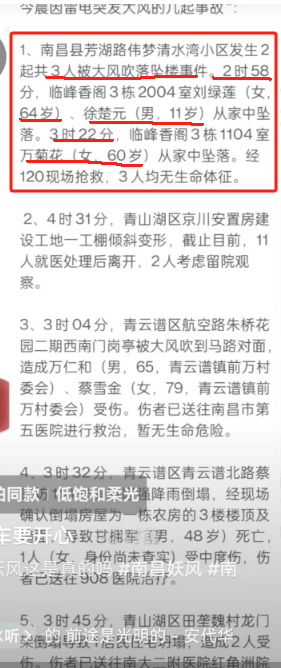 今晨因雷电突发大风的几起事故":
1、南昌县芳湖路伟梦清水湾小区发生2
起共3人被大风吹落坠楼事件。2时58
分，临峰香阁3栋2004室刘绿莲（女，
64岁）、徐楚元（男，11岁）从家中坠
落。3时22分，临峰香阁3栋1104室
万菊花（女，60岁）从家中坠落。经
120现场抢救，3人均无生命体征。
2、4时31分，青山湖区京川安置房建
设工地一工棚倾斜变形，截止目前，11
人就医处理后离开，2人考虑留院观
察。
3、3时04分，青云谱区航空路朱桥花
园二期西南门岗亭被大风吹到马路对面，
造成万仁和（男，65，青云谱镇前万村
委会）、蔡雪金（女，79，青云谱镇前
万村委会）受伤。伤者已送往南昌市第
五医院进行救治，暂无生命危险。
4、3时32分，青云谱区青云谱北路蔡
拍同款 低饱和柔光
强降雨倒塌，经现场
确认倒塌房屋为一栋农房的3楼楼顶及
车要开心
导致甘拥军（男，48岁）死亡，
1人（女，身份尚未查实）受中度伤，伤
妖风这是真的吗 #南昌妖风 #南
者已送往908医院治疗。
5、3时45分，青山湖区田垄魏村龙门
的 前途是光明的 - 安代华
者已送往南大二附医院红角洲院